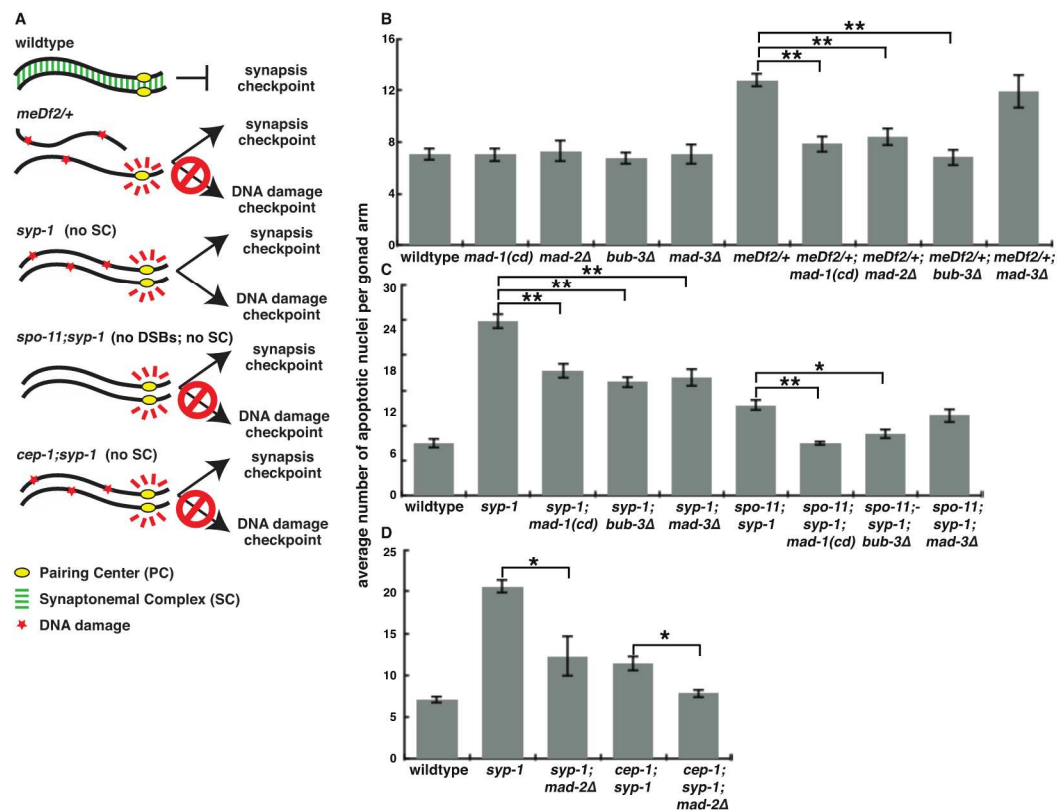 A
wildtype
synapsis
checkpoint
meDf2/+
synapsis
checkpoint
DNA damage
checkpoint
syp-1 (no SC)
synapsis
checkpoint
DNA damage
checkpoint
spo-11;syp-1 (no DSBs; no SC)
synapsis
checkpoint
DNA damage
checkpoint
cep-1;syp-1 (no SC)
synapsis
checkpoint
DNA damage
checkpoint
Pairing Center (PC)
Synaptonemal Complex (SC)
DNA damage
average number of apoptotic nuclei per gonad arm
B
16
12
8
4
0
**
**
**
wildtype mad-1(cd) mad-2Δ bub-3Δ mad-3Δ meDf2/+ meDf2/+; meDf2/+; meDf2/+; meDf2/+;
mad-1(cd) mad-2Δ bub-3Δ mad-3Δ
C
30
24
18
12
6
0
**
**
**
*
**
wildtype syp-1 syp-1; syp-1; syp-1; spo-11; spo-11; spo-11;- spo-11;
mad-1(cd) bub-3Δ mad-3Δ syp-1 syp-1; syp-1; syp-1;
mad-1(cd) bub-3Δ mad-3Δ
D
25
20
15
10
5
0
*
*
wildtype syp-1 syp-1; cep-1; cep-1;
mad-2Δ syp-1 syp-1;
mad-2Δ